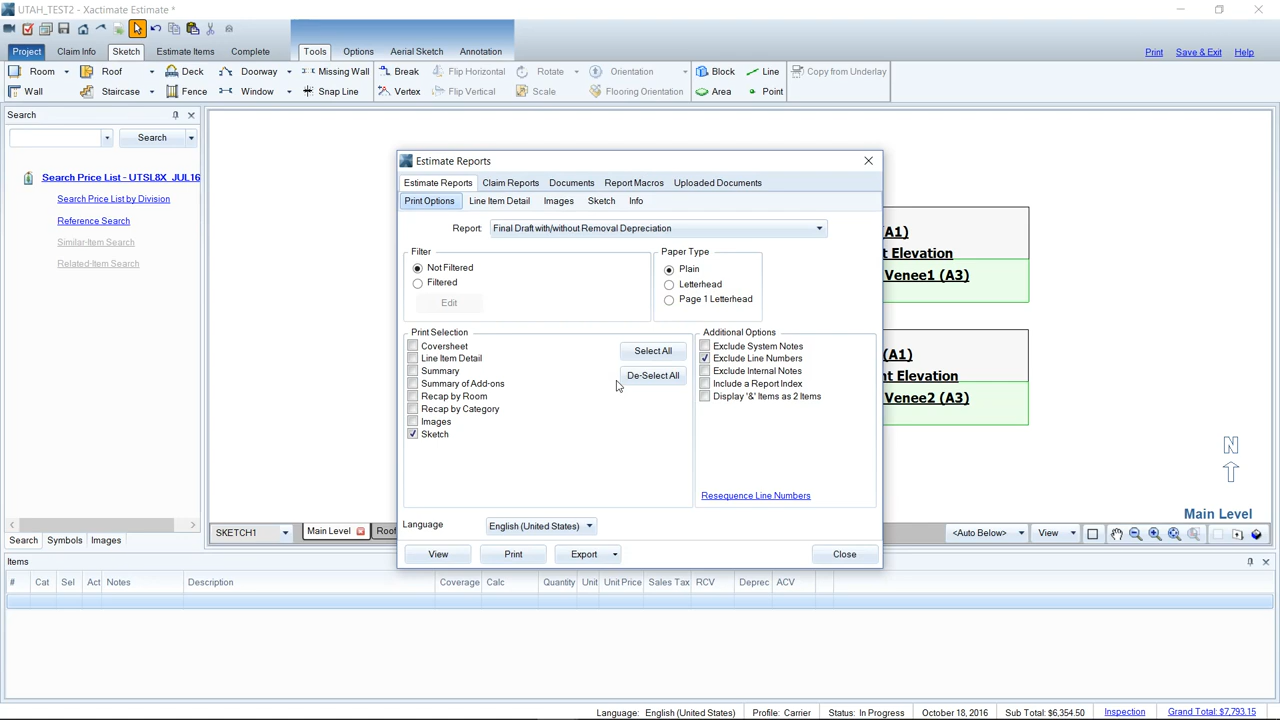 UTAH_TEST2 - Xactimate Estimate *
Project Claim Info Sketch Estimate Items Complete Tools Options Aerial Sketch Annotation Print Save & Exit Help
Room Roof Deck Doorway Missing Wall Break Flip Horizontal Rotate Orientation Block Line Copy from Underlay
Wall Staircase Fence Window Snap Line Vertex Flip Vertical Scale Flooring Orientation Area Point
Search
Search
Search Price List - UTSL8X_JUL16
Search Price List by Division
Reference Search
Similar-Item Search
Related-Item Search
Estimate Reports
Estimate Reports Claim Reports Documents Report Macros Uploaded Documents
Print Options Line Item Detail Images Sketch Info
Report: Final Draft with/without Removal Depreciation
Filter
Not Filtered
Filtered
Edit
Paper Type
Plain
Letterhead
Page 1 Letterhead
Print Selection
Coversheet
Line Item Detail
Summary
Summary of Add-ons
Recap by Room
Recap by Category
Images
Sketch
Select All
De-Select All
Additional Options
Exclude System Notes
Exclude Line Numbers
Exclude Internal Notes
Include a Report Index
Display '&' Items as 2 Items
Resequence Line Numbers
Language English (United States)
View Print Export Close
(A1)
t Elevation
Venee1 (A3)
(A1)
nt Elevation
Venee2 (A3)
N
Main Level
SKETCH1 Main Level Roof <Auto Below> View
Search Symbols Images
Items
# Cat Sel Act Notes Description Coverage Calc Quantity Unit Unit Price Sales Tax RCV Deprec ACV
Language: English (United States) Profile: Carrier Status: In Progress October 18, 2016 Sub Total: $6,354.50 Inspection Grand Total: $7,793.15